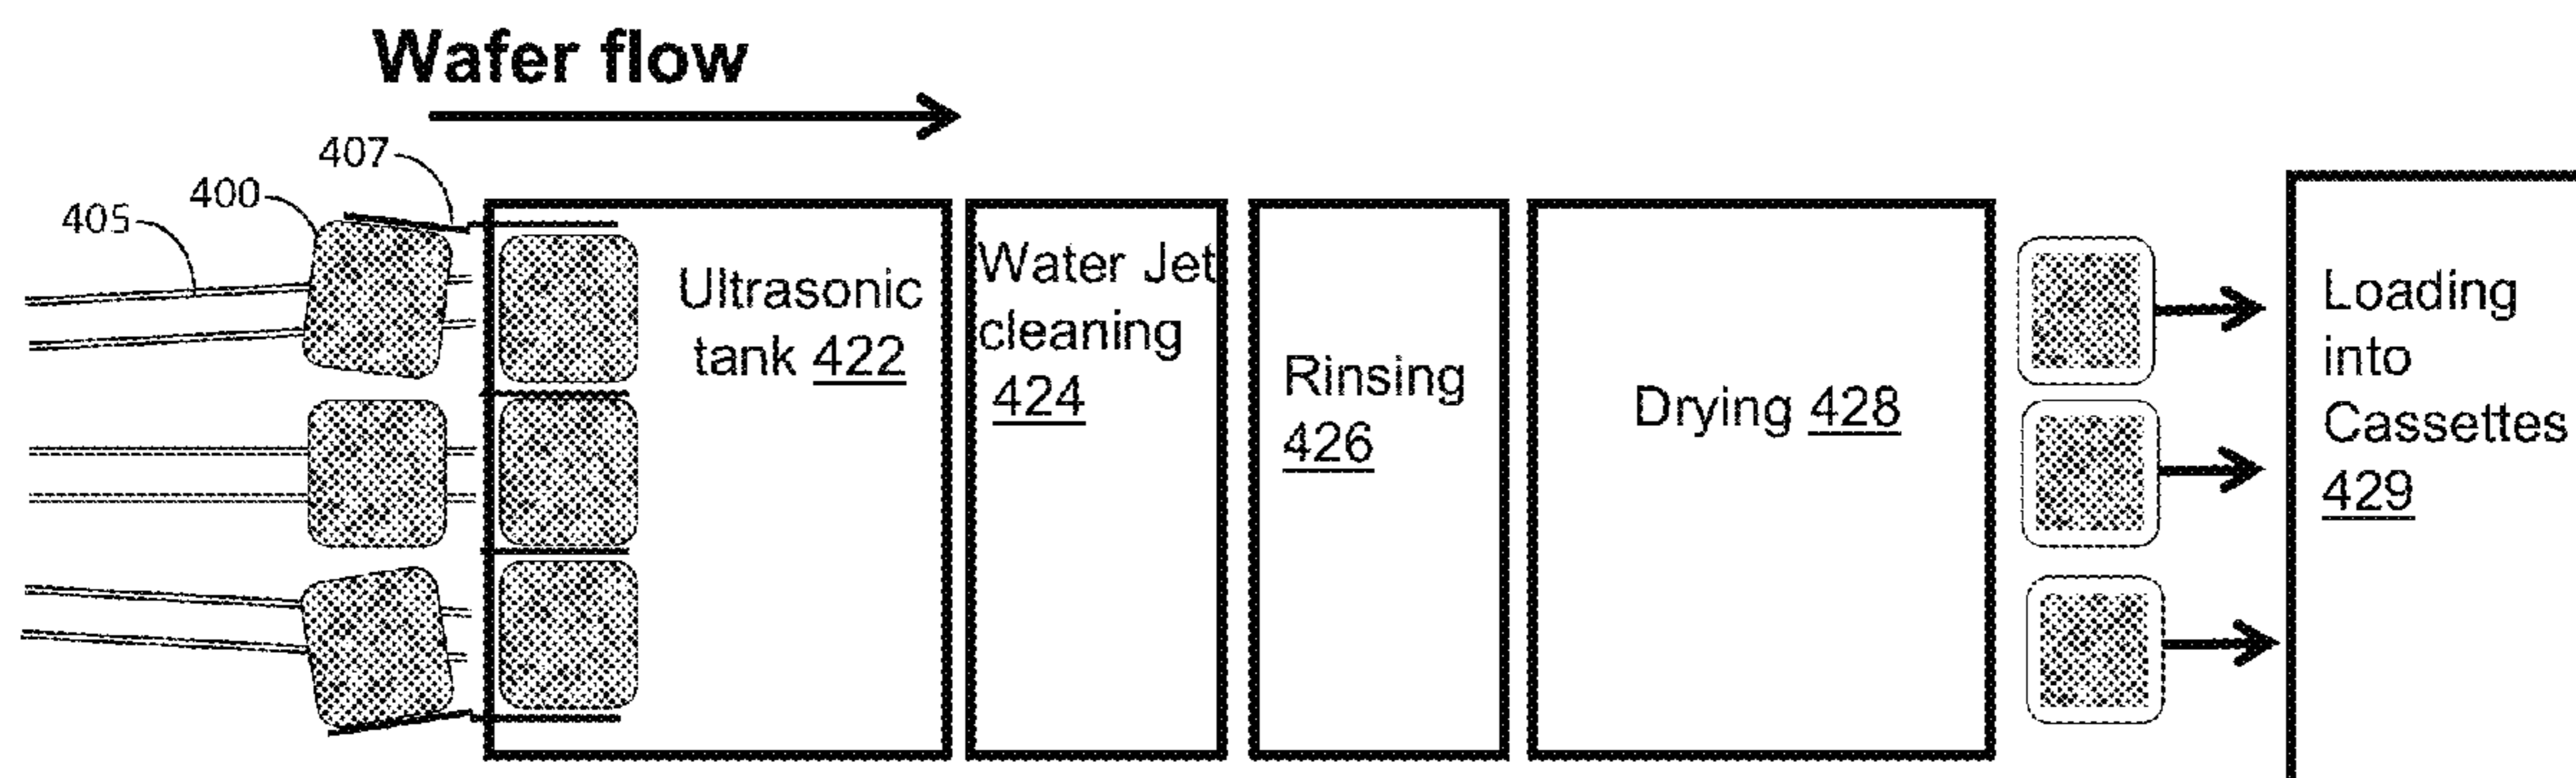 Wafer flow
407
400
405
Ultrasonic
tank 422
Water Jet
cleaning
424
Rinsing
426
Drying 428
Loading
into
Cassettes
429